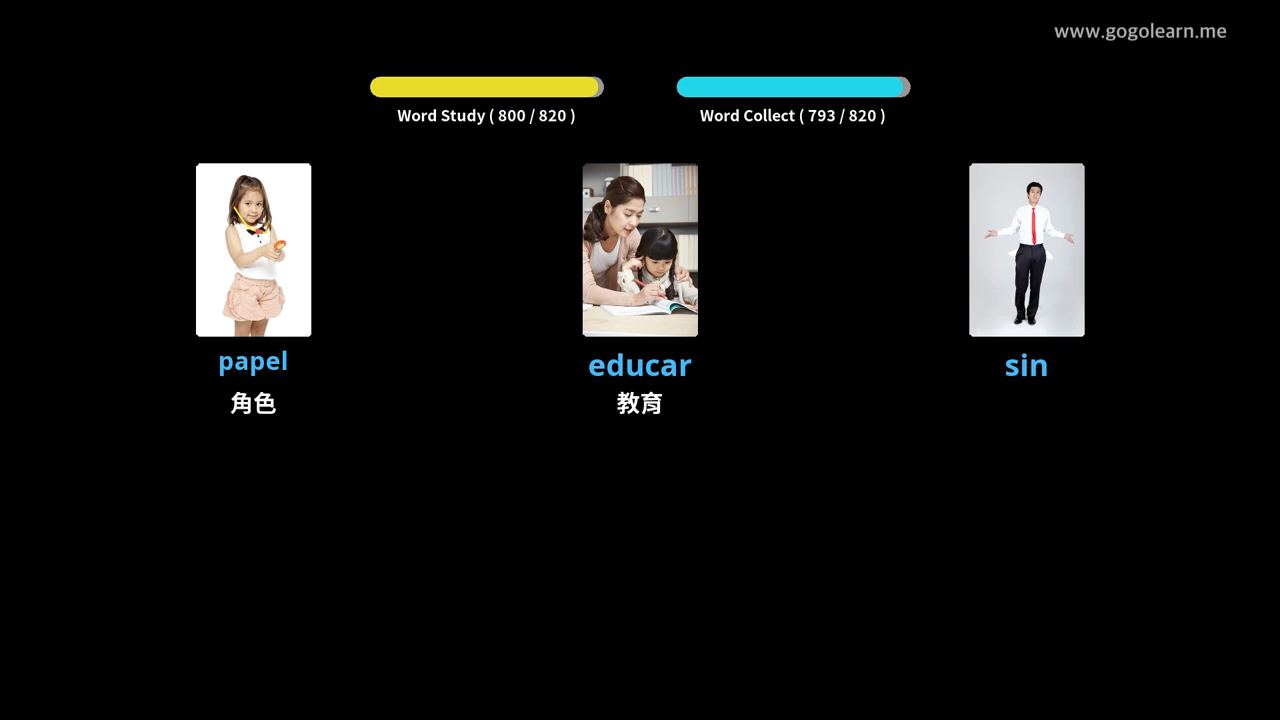 www.gogolearn.me
Word Study ( 800 / 820 )
Word Collect ( 793 / 820 )
papel
角色
educar
教育
sin